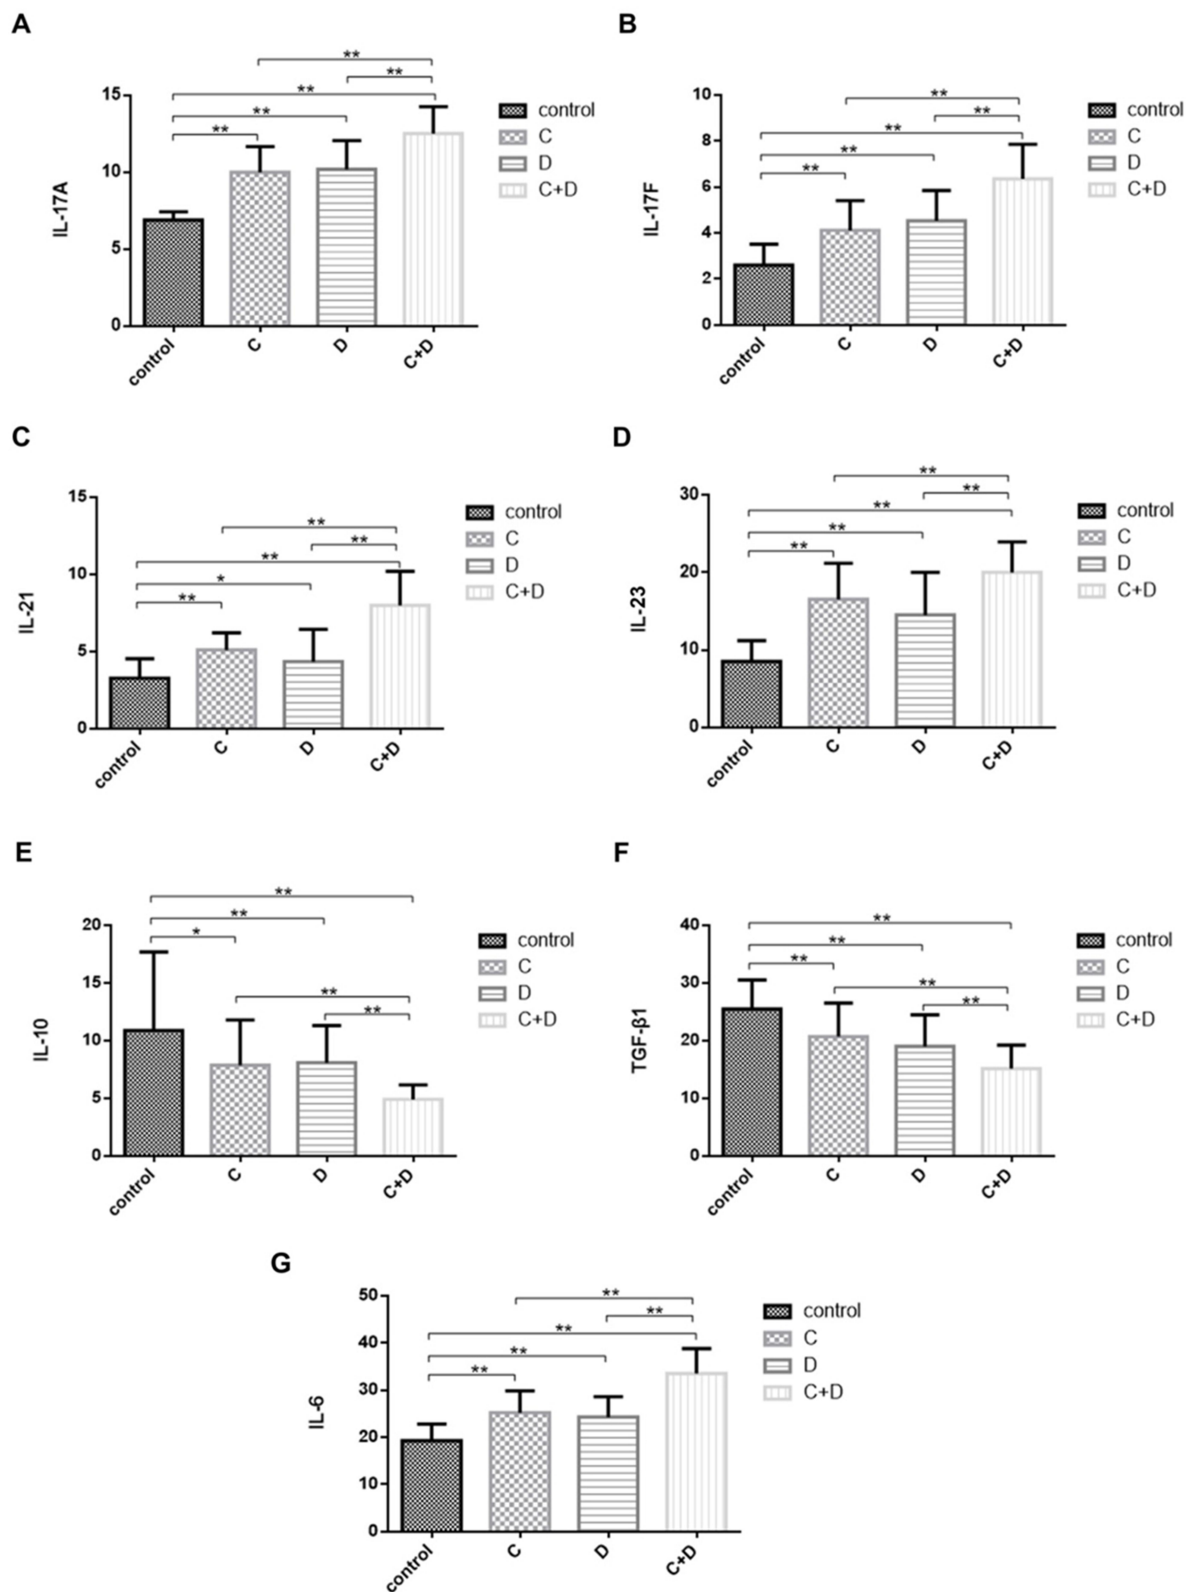 A
IL-17A
15
10
5
0
**
**
**
**
**
control
C
D
C+D
control
C
D
C+D
B
IL-17F
10
8
6
4
2
0
**
**
**
**
**
control
C
D
C+D
control
C
D
C+D
C
IL-21
15
10
5
0
**
**
**
*
**
control
C
D
C+D
control
C
D
C+D
D
IL-23
30
20
10
0
**
**
**
**
**
control
C
D
C+D
control
C
D
C+D
E
IL-10
20
15
10
5
0
**
**
*
**
**
control
C
D
C+D
control
C
D
C+D
F
TGF-β1
40
30
20
10
0
**
**
**
**
**
control
C
D
C+D
control
C
D
C+D
G
IL-6
50
40
30
20
10
0
**
**
**
**
**
control
C
D
C+D
control
C
D
C+D